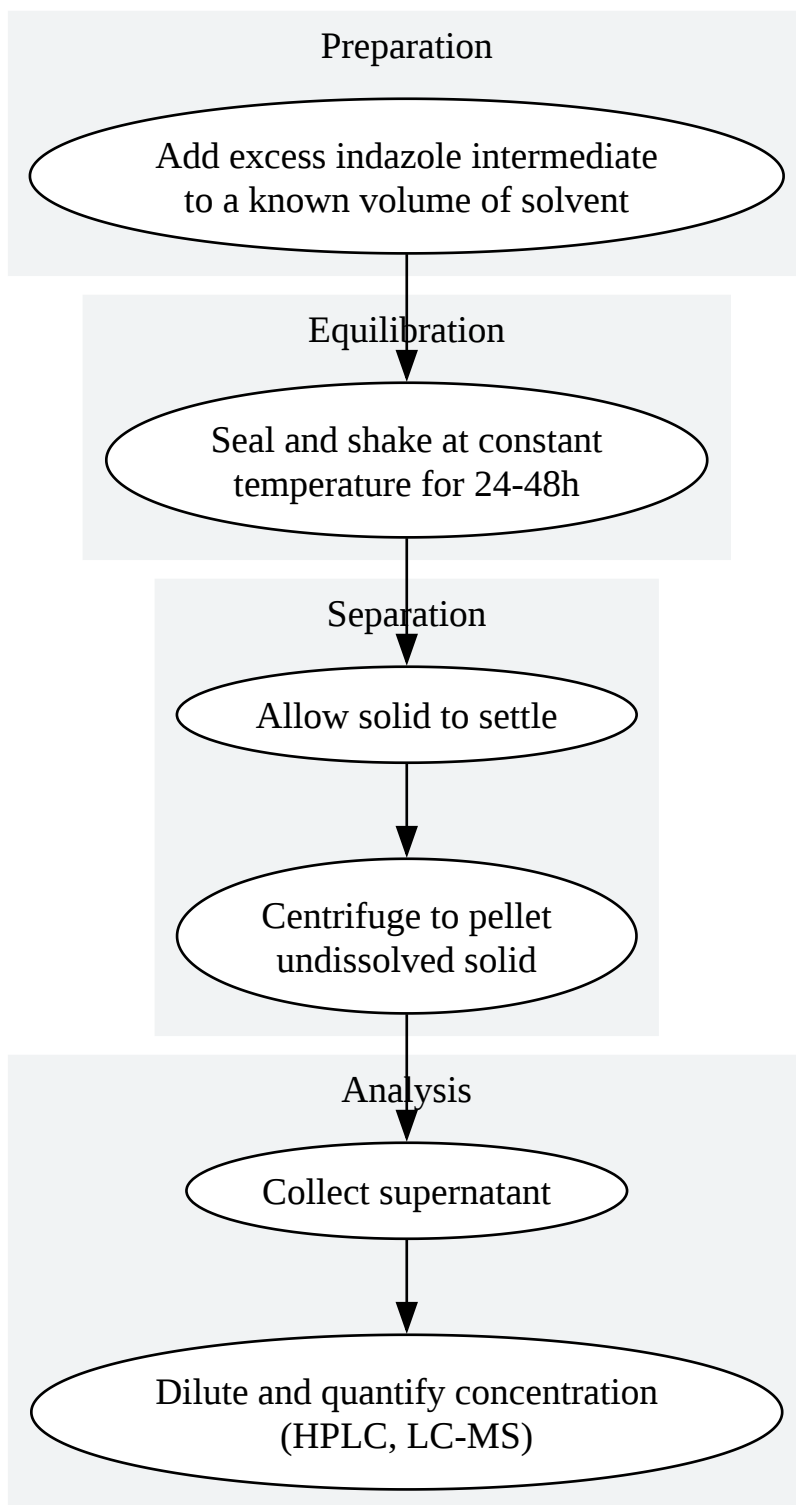 Preparation
Add excess indazole intermediate
to a known volume of solvent
Equilibration
Seal and shake at constant
temperature for 24-48h
Separation
Allow solid to settle
Centrifuge to pellet
undissolved solid
Analysis
Collect supernatant
Dilute and quantify concentration
(HPLC, LC-MS)